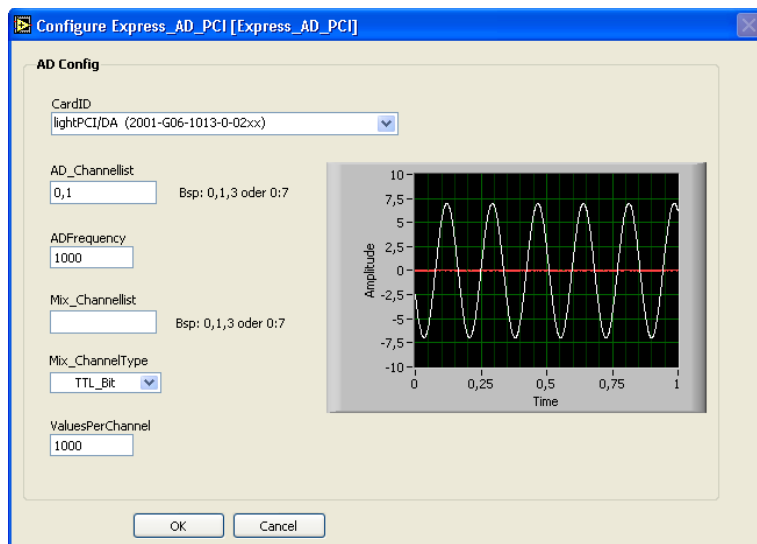 Configure Express_AD_PCI [Express_AD_PCI]
AD Config
CardID
lightPCI/DA (2001-G06-1013-0-02xx)
AD_Channellist
0,1
Bsp: 0,1,3 oder 0:7
ADFrequency
1000
Mix_Channellist
Bsp: 0,1,3 oder 0:7
Mix_ChannelType
TTL_Bit
ValuesPerChannel
1000
Amplitude
10
7,5
5
2,5
0
-2,5
-5
-7,5
-10
0 0,25 0,5 0,75 1
Time
OK Cancel